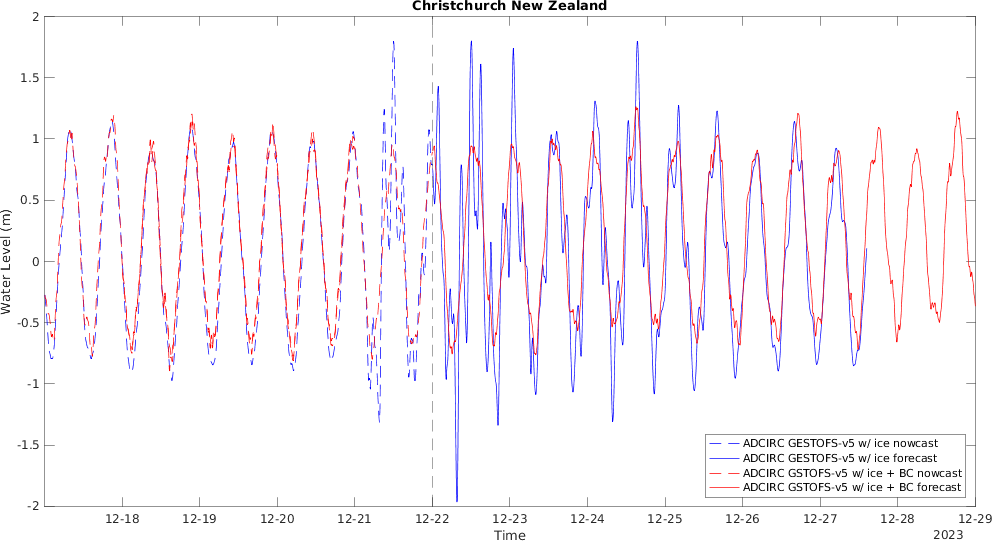 Christchurch New Zealand
2
1.5
1
0.5
0
-0.5
-1
-1.5
-2
Water Level (m)
ADCIRC GESTOFS-v5 w/ ice nowcast
ADCIRC GESTOFS-v5 w/ ice forecast
ADCIRC GSTOFS-v5 w/ ice + BC nowcast
ADCIRC GSTOFS-v5 w/ ice + BC forecast
12-18 12-19 12-20 12-21 12-22 12-23 12-24 12-25 12-26 12-27 12-28 12-29
Time
2023